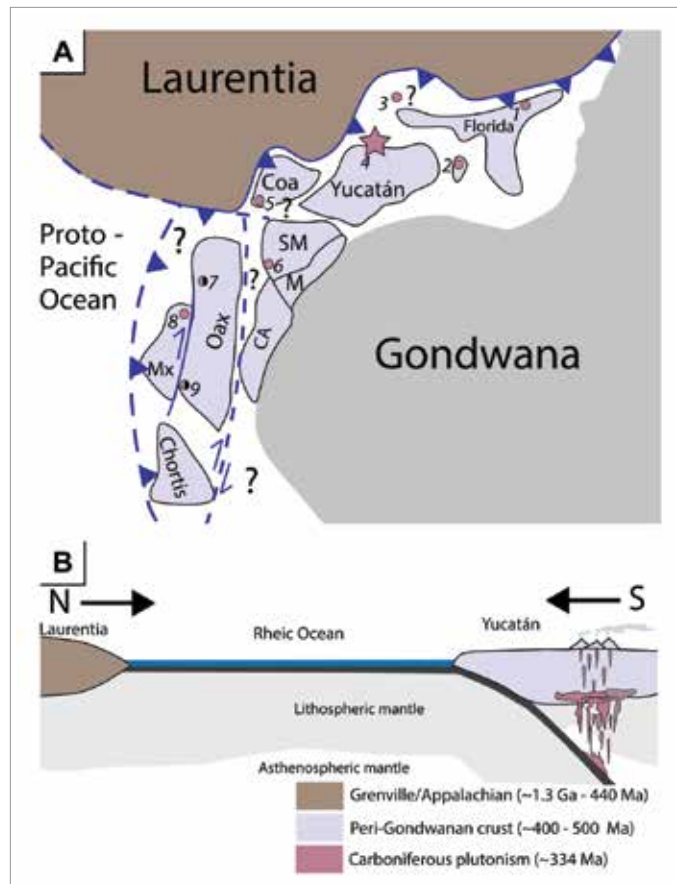 A
Laurentia
3
?
1
Florida
4
2
Coa
Yucatán
5
?
Proto -
Pacific
Ocean
?
SM
?
6
M
7
8
Oax
CA
Gondwana
Mx
9
Chortis
?
B
N
S
Laurentia
Rheic Ocean
Yucatán
Lithospheric mantle
Asthenospheric mantle
Grenville/Appalachian (~1.3 Ga - 440 Ma)
Peri-Gondwanan crust (~400 - 500 Ma)
Carboniferous plutonism (~334 Ma)